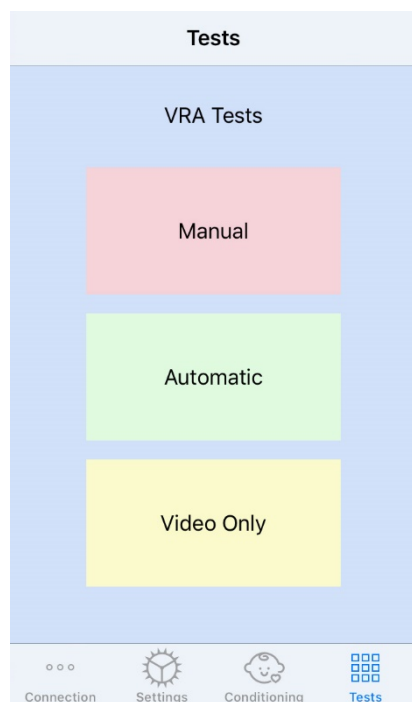 Tests
VRA Tests
Manual
Automatic
Video Only
Connection Settings Conditioning Tests